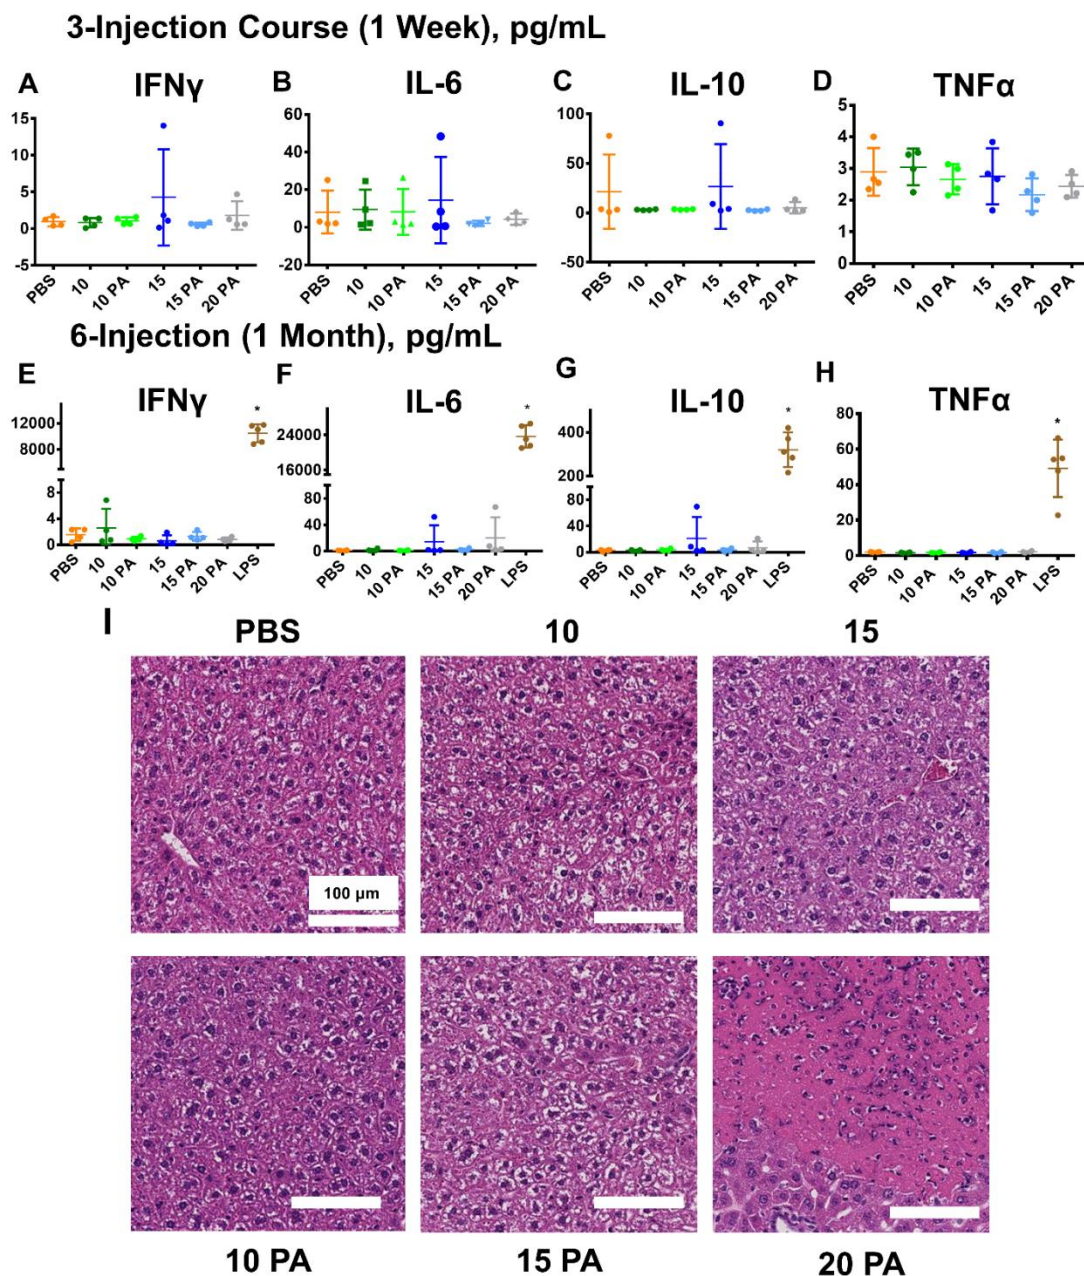 3-Injection Course (1 Week), pg/mL
A IFNγ B IL-6 C IL-10 D TNFα
15 60 100 6
10 40 50 5
5 20 0 4
0 0 -50 3
-5 -20 2
1
0
PBS 10 10 PA 15 15 PA 20 PA
PBS 10 10 PA 15 15 PA 20 PA
PBS 10 10 PA 15 15 PA 20 PA
PBS 10 10 PA 15 15 PA 20 PA
6-Injection (1 Month), pg/mL
E IFNγ F IL-6 G IL-10 H TNFα
12000 24000 400 80
8000 16000 200 60
8 80 100 40
4 40 80 20
0 0 60 0
40
20
0
* * * *
PBS 10 10 PA 15 15 PA 20 PA LPS
PBS 10 10 PA 15 15 PA 20 PA LPS
PBS 10 10 PA 15 15 PA 20 PA LPS
PBS 10 10 PA 15 15 PA 20 PA LPS
I
PBS 10 15
100 µm
10 PA 15 PA 20 PA